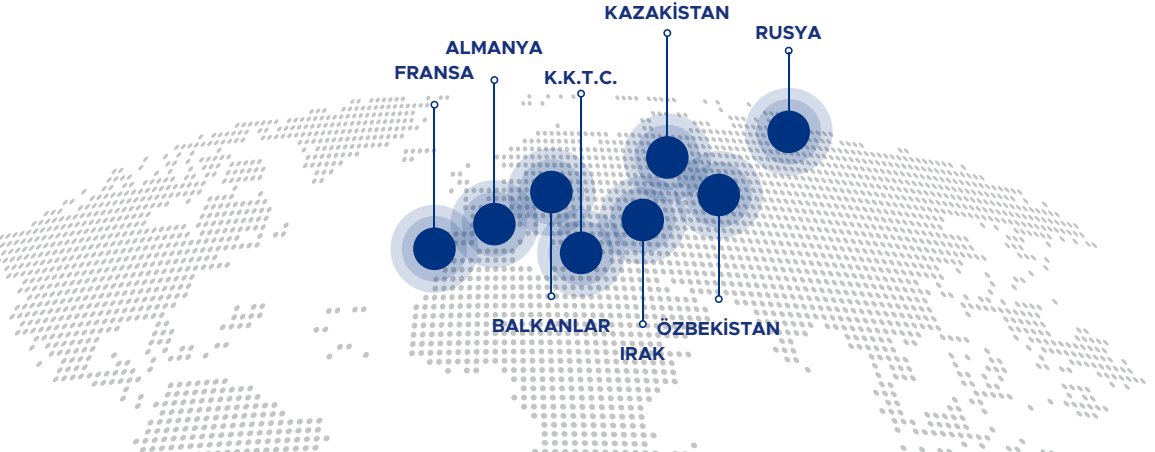 KAZAKİSTAN
RUSYA
ALMANYA
FRANSA
K.K.T.C.
BALKANLAR
ÖZBEKİSTAN
IRAK